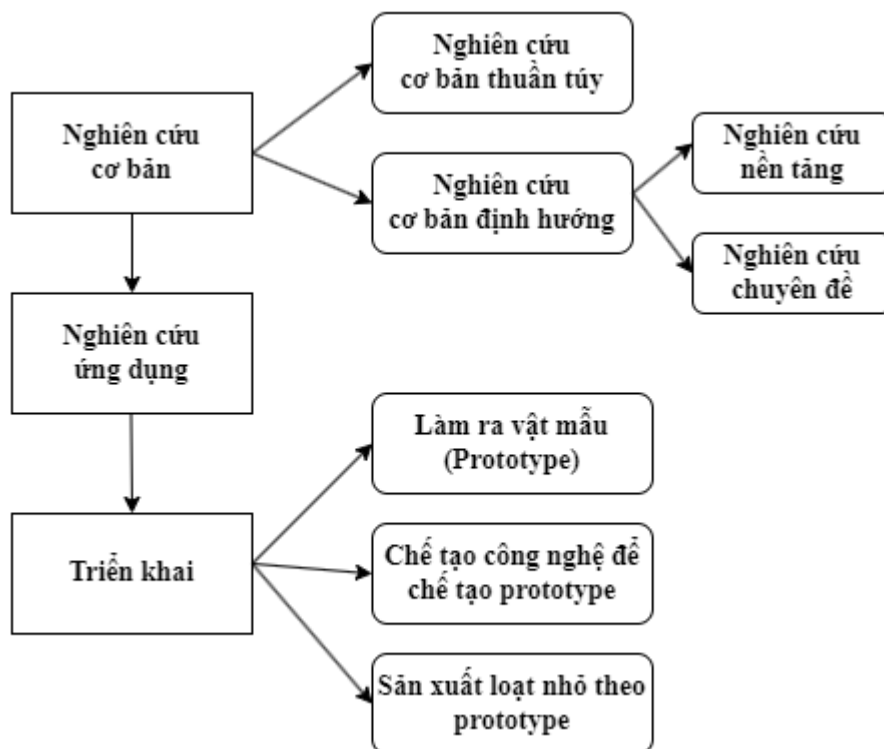 Nghiên cứu
cơ bản thuần túy
Nghiên cứu
cơ bản
Nghiên cứu
cơ bản định hướng
Nghiên cứu
nền tảng
Nghiên cứu
chuyên đề
Nghiên cứu
ứng dụng
Làm ra vật mẫu
(Prototype)
Triển khai
Chế tạo công nghệ để
chế tạo prototype
Sản xuất loạt nhỏ theo
prototype